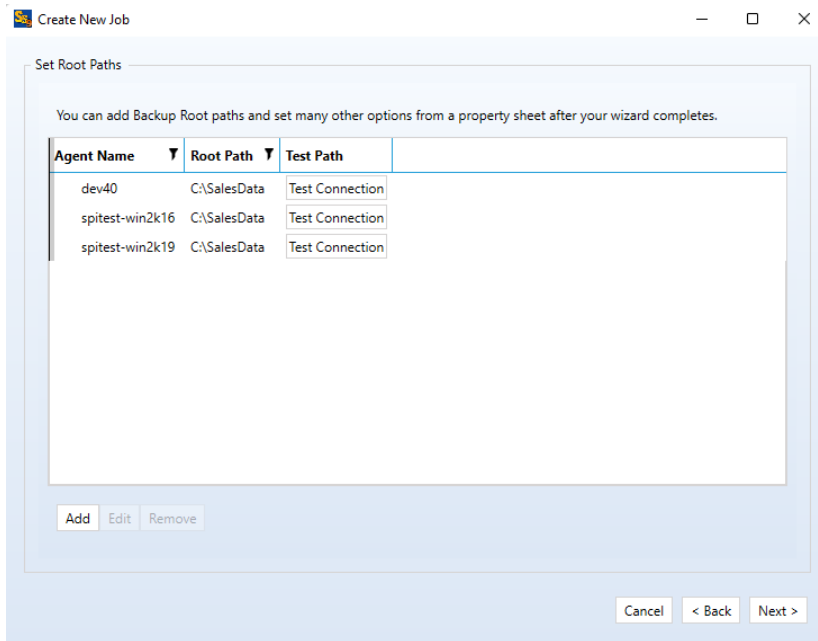 Create New Job
Set Root Paths
You can add Backup Root paths and set many other options from a property sheet after your wizard completes.
Agent Name Root Path Test Path
dev40 C:\SalesData Test Connection
spitest-win2k16 C:\SalesData Test Connection
spitest-win2k19 C:\SalesData Test Connection
Add Edit Remove
Cancel < Back Next >